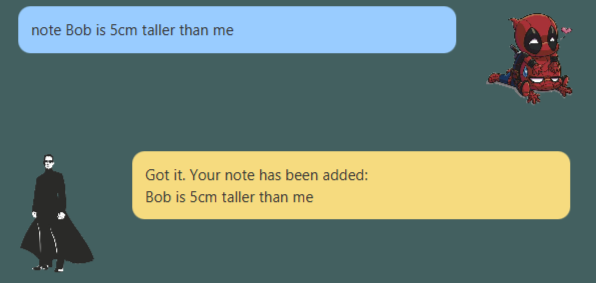 note Bob is 5cm taller than me
Got it. Your note has been added:
Bob is 5cm taller than me